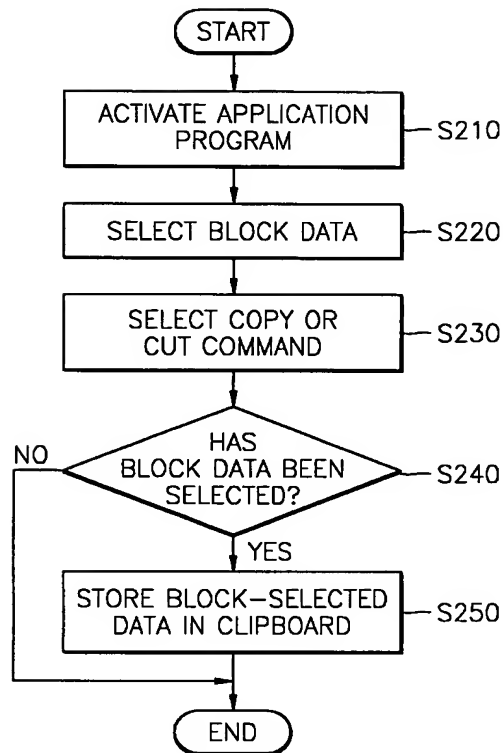 START
ACTIVATE APPLICATION
PROGRAM
S210
SELECT BLOCK DATA
S220
SELECT COPY OR
CUT COMMAND
S230
HAS
BLOCK DATA BEEN
SELECTED?
S240
NO
YES
STORE BLOCK-SELECTED
DATA IN CLIPBOARD
S250
END